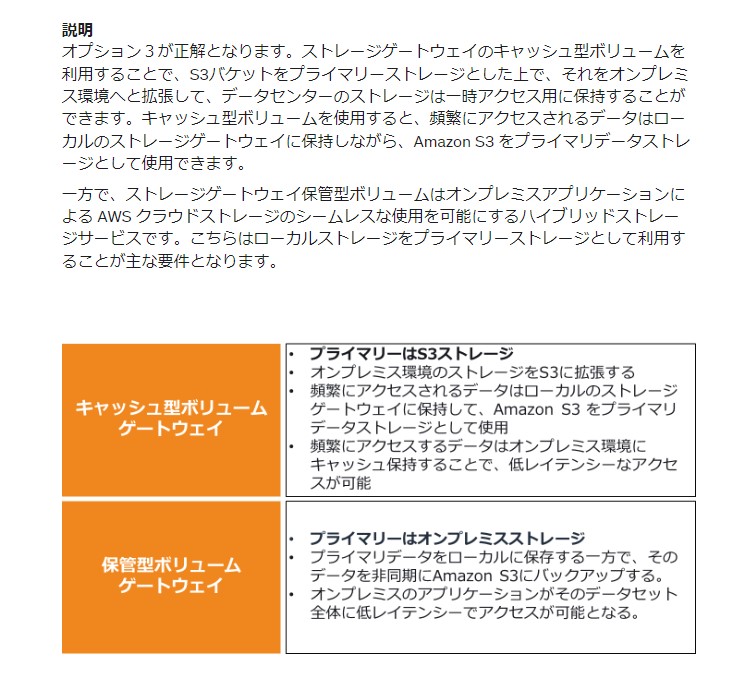 説明
オプション３が正解となります。ストレージゲートウェイのキャッシュ型ボリュームを
利用することで、S3バケットをプライマリーストレージとした上で、それをオンプレミ
ス環境へと拡張して、データセンターのストレージは一時アクセス用に保持することが
できます。キャッシュ型ボリュームを使用すると、頻繁にアクセスされるデータはロー
カルのストレージゲートウェイに保持しながら、Amazon S3 をプライマリデータストレ
ージとして使用できます。
一方で、ストレージゲートウェイ保管型ボリュームはオンプレミスアプリケーションに
よる AWS クラウドストレージのシームレスな使用を可能にするハイブリッドストレー
ジサービスです。こちらはローカルストレージをプライマリーストレージとして利用す
ることが主な要件となります。
キャッシュ型ボリューム
ゲートウェイ
• プライマリーはS3ストレージ
• オンプレミス環境のストレージをS3に拡張する
• 頻繁にアクセスされるデータはローカルのストレージ
ゲートウェイに保持して、Amazon S3 をプライマリ
データストレージとして使用
• 頻繁にアクセスするデータはオンプレミス環境に
キャッシュ保持することで、低レイテンシーなアクセ
スが可能
保管型ボリューム
ゲートウェイ
• プライマリーはオンプレミスストレージ
• プライマリデータをローカルに保存する一方で、その
データを非同期にAmazon S3にバックアップする。
• オンプレミスのアプリケーションがそのデータセット
全体に低レイテンシーでアクセスが可能となる。